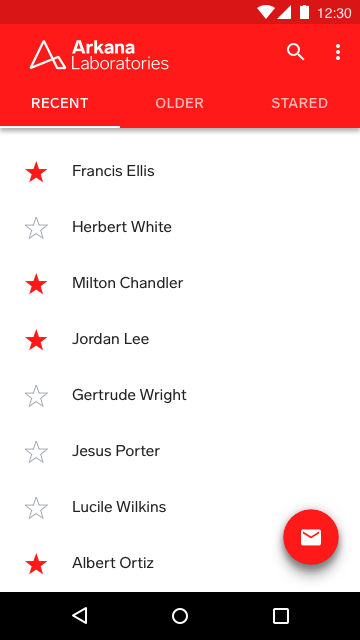 12:30
Arkana
Laboratories
RECENT OLDER STARED
Francis Ellis
Herbert White
Milton Chandler
Jordan Lee
Gertrude Wright
Jesus Porter
Lucile Wilkins
Albert Ortiz